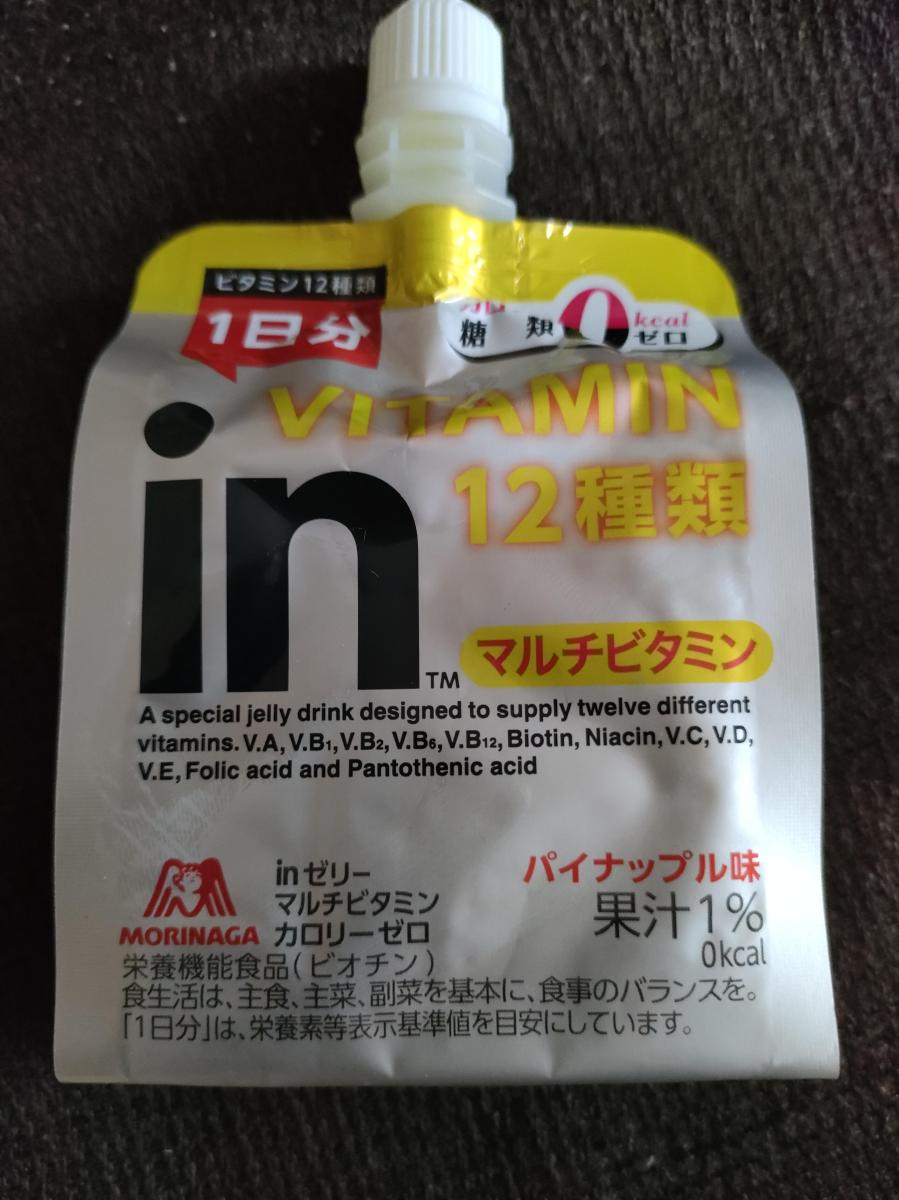 ビタミン12種類
1日分
kcal
糖類0ゼロ
VITAMIN
12種類
in
TM
マルチビタミン
A special jelly drink designed to supply twelve different
vitamins. V.A, V.B1, V.B2, V.B6, V.B12, Biotin, Niacin, V.C, V.D,
V.E, Folic acid and Pantothenic acid
MORINAGA
inゼリー
マルチビタミン
カロリーゼロ
パイナップル味
果汁1%
0kcal
栄養機能食品(ビオチン)
食生活は、主食、主菜、副菜を基本に、食事のバランスを。
「1日分」は、栄養素等表示基準値を目安にしています。